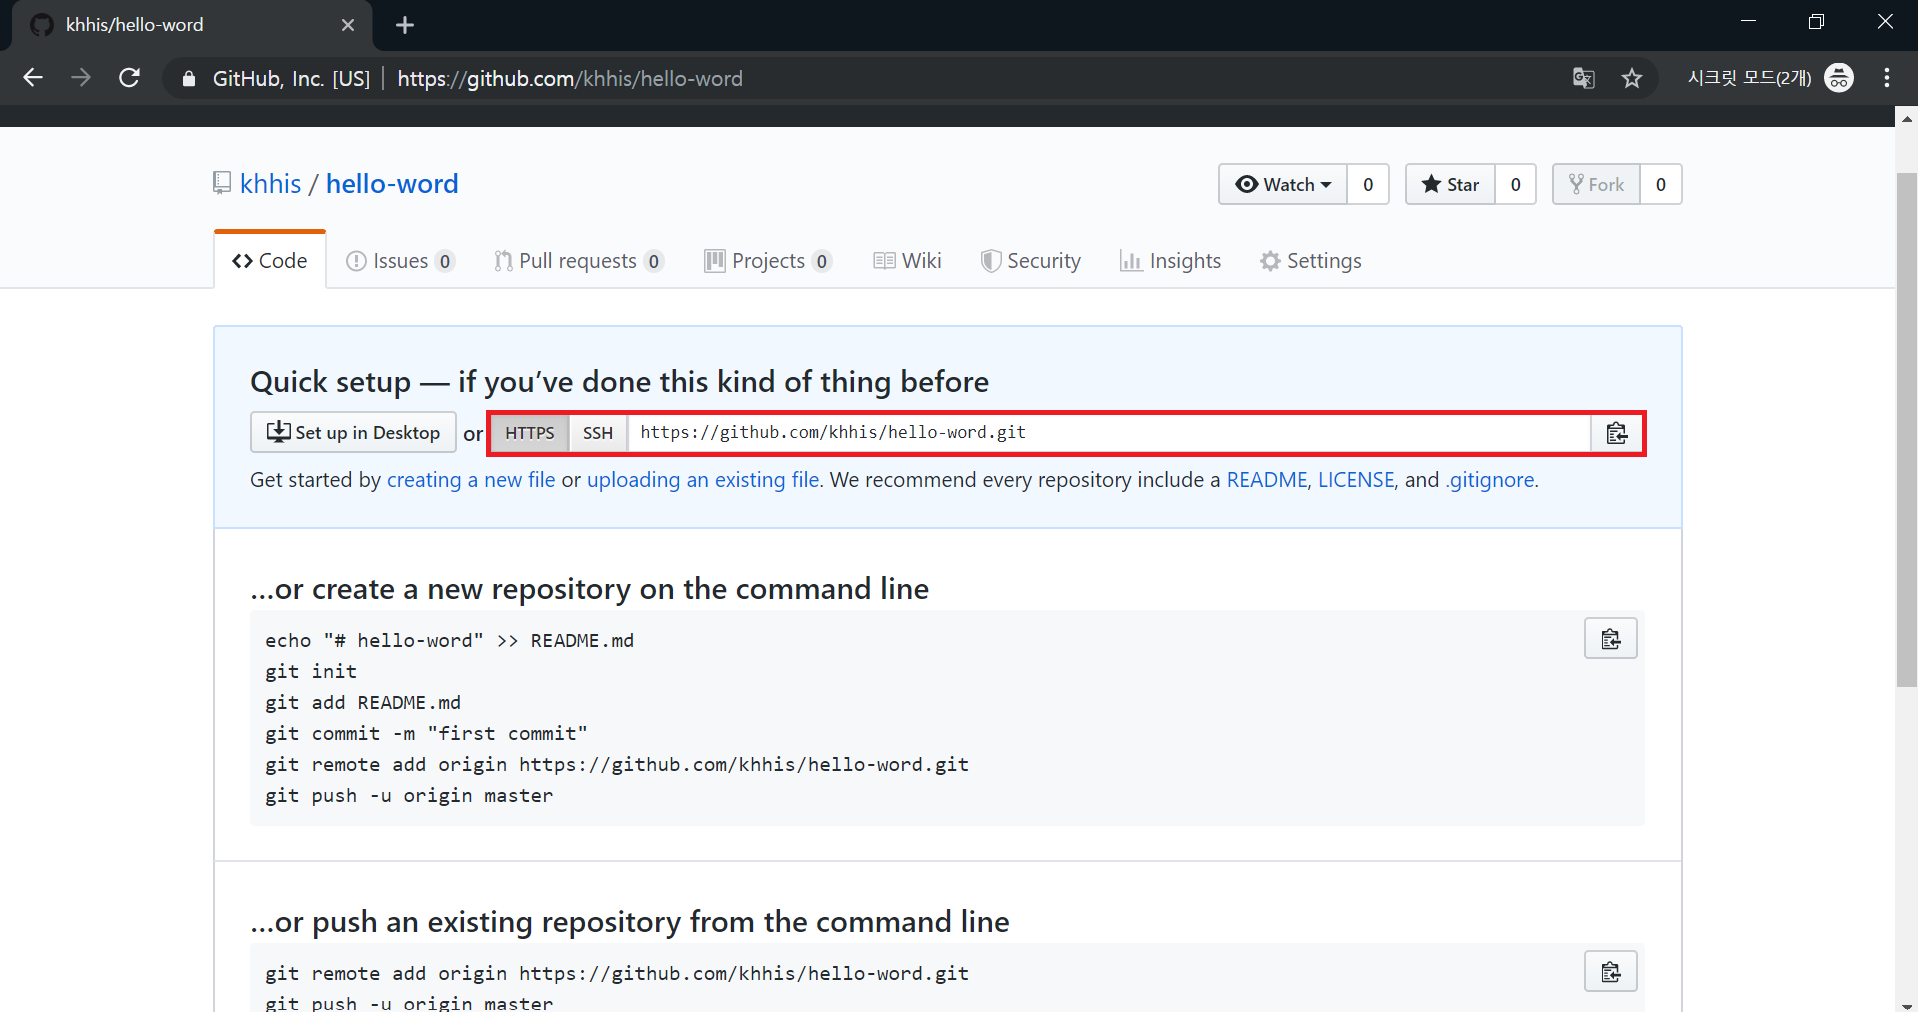 khhis/hello-word
GitHub, Inc. [US] https://github.com/khhis/hello-word 시크릿 모드(2개)
khhis / hello-word Watch 0 Star 0 Fork 0
Code Issues 0 Pull requests 0 Projects 0 Wiki Security Insights Settings
Quick setup — if you’ve done this kind of thing before
Set up in Desktop or HTTPS SSH https://github.com/khhis/hello-word.git
Get started by creating a new file or uploading an existing file. We recommend every repository include a README, LICENSE, and .gitignore.
…or create a new repository on the command line
echo "# hello-word" >> README.md
git init
git add README.md
git commit -m "first commit"
git remote add origin https://github.com/khhis/hello-word.git
git push -u origin master
…or push an existing repository from the command line
git remote add origin https://github.com/khhis/hello-word.git
git push -u origin master